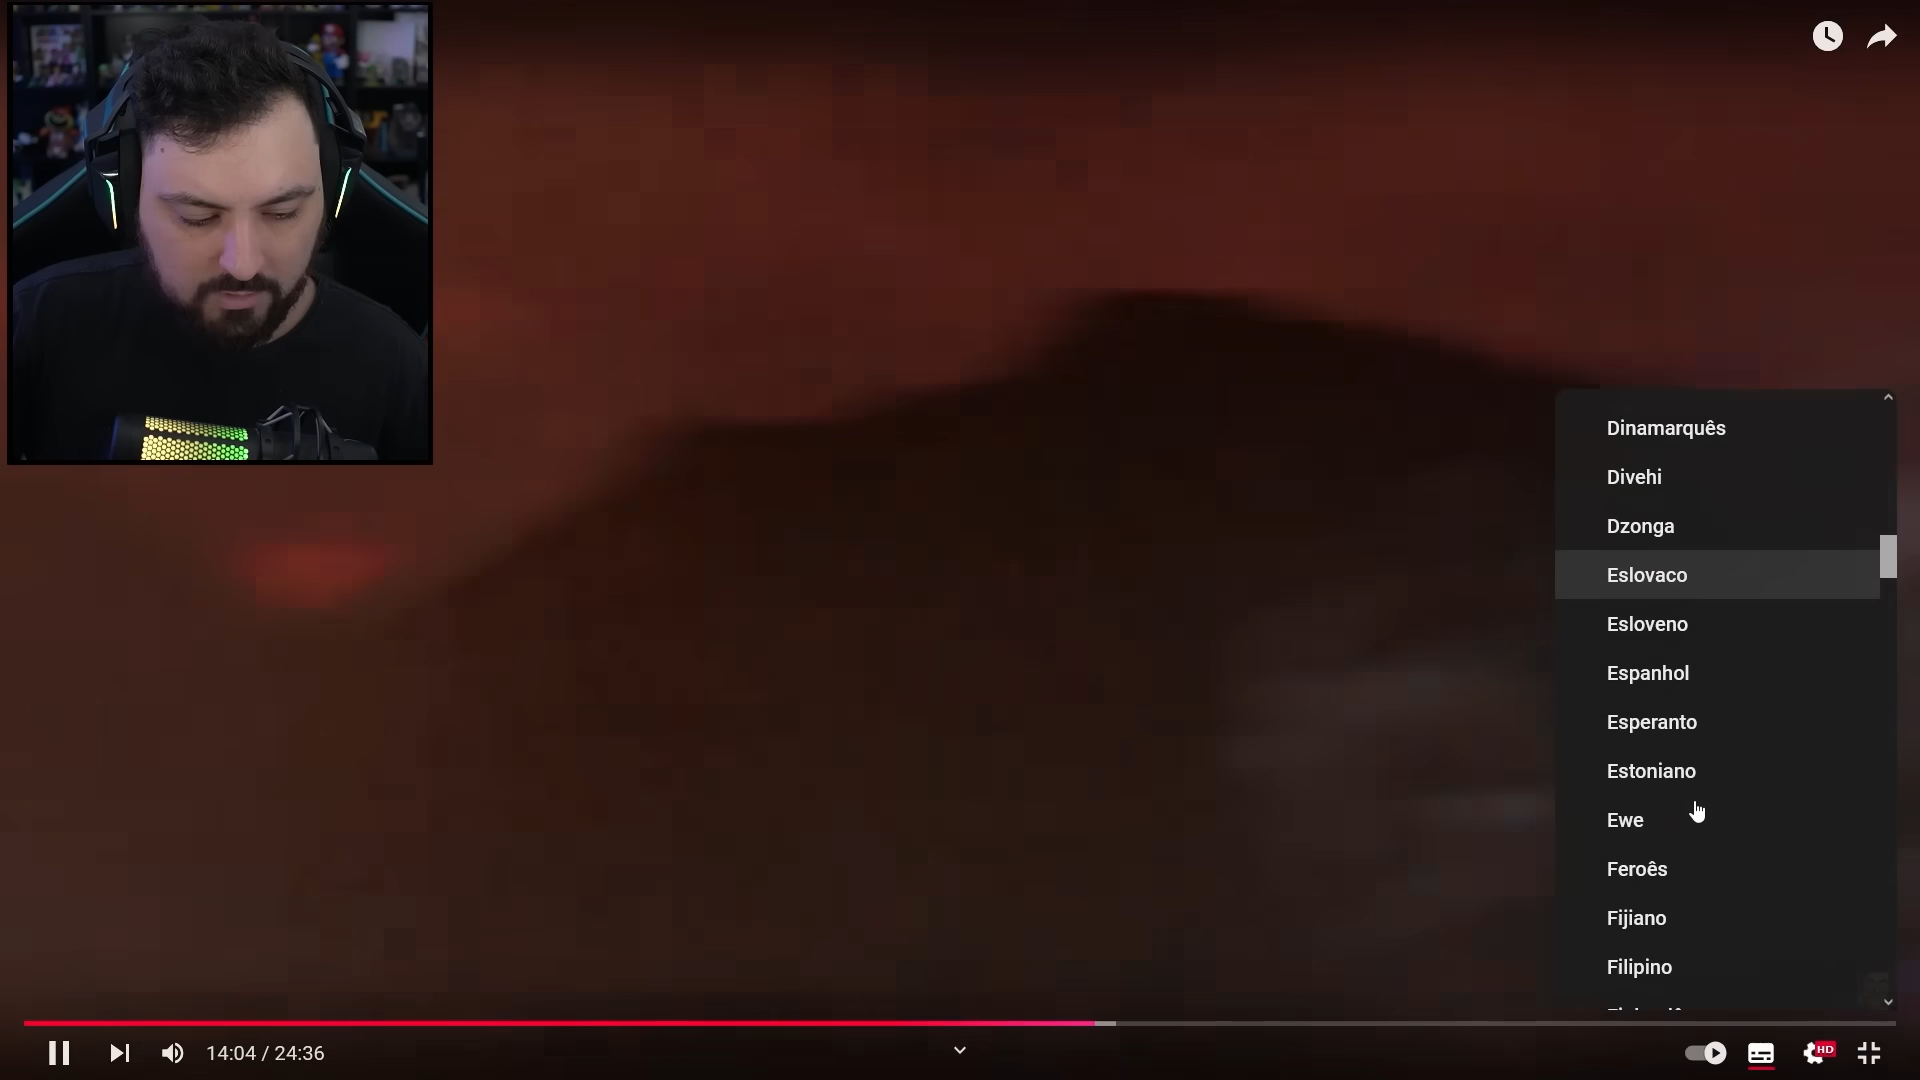 Dinamarquês
Divehi
Dzonga
Eslovaco
Esloveno
Espanhol
Esperanto
Estoniano
Ewe
Feroês
Fijiano
Filipino
14:04 / 24:36
HD